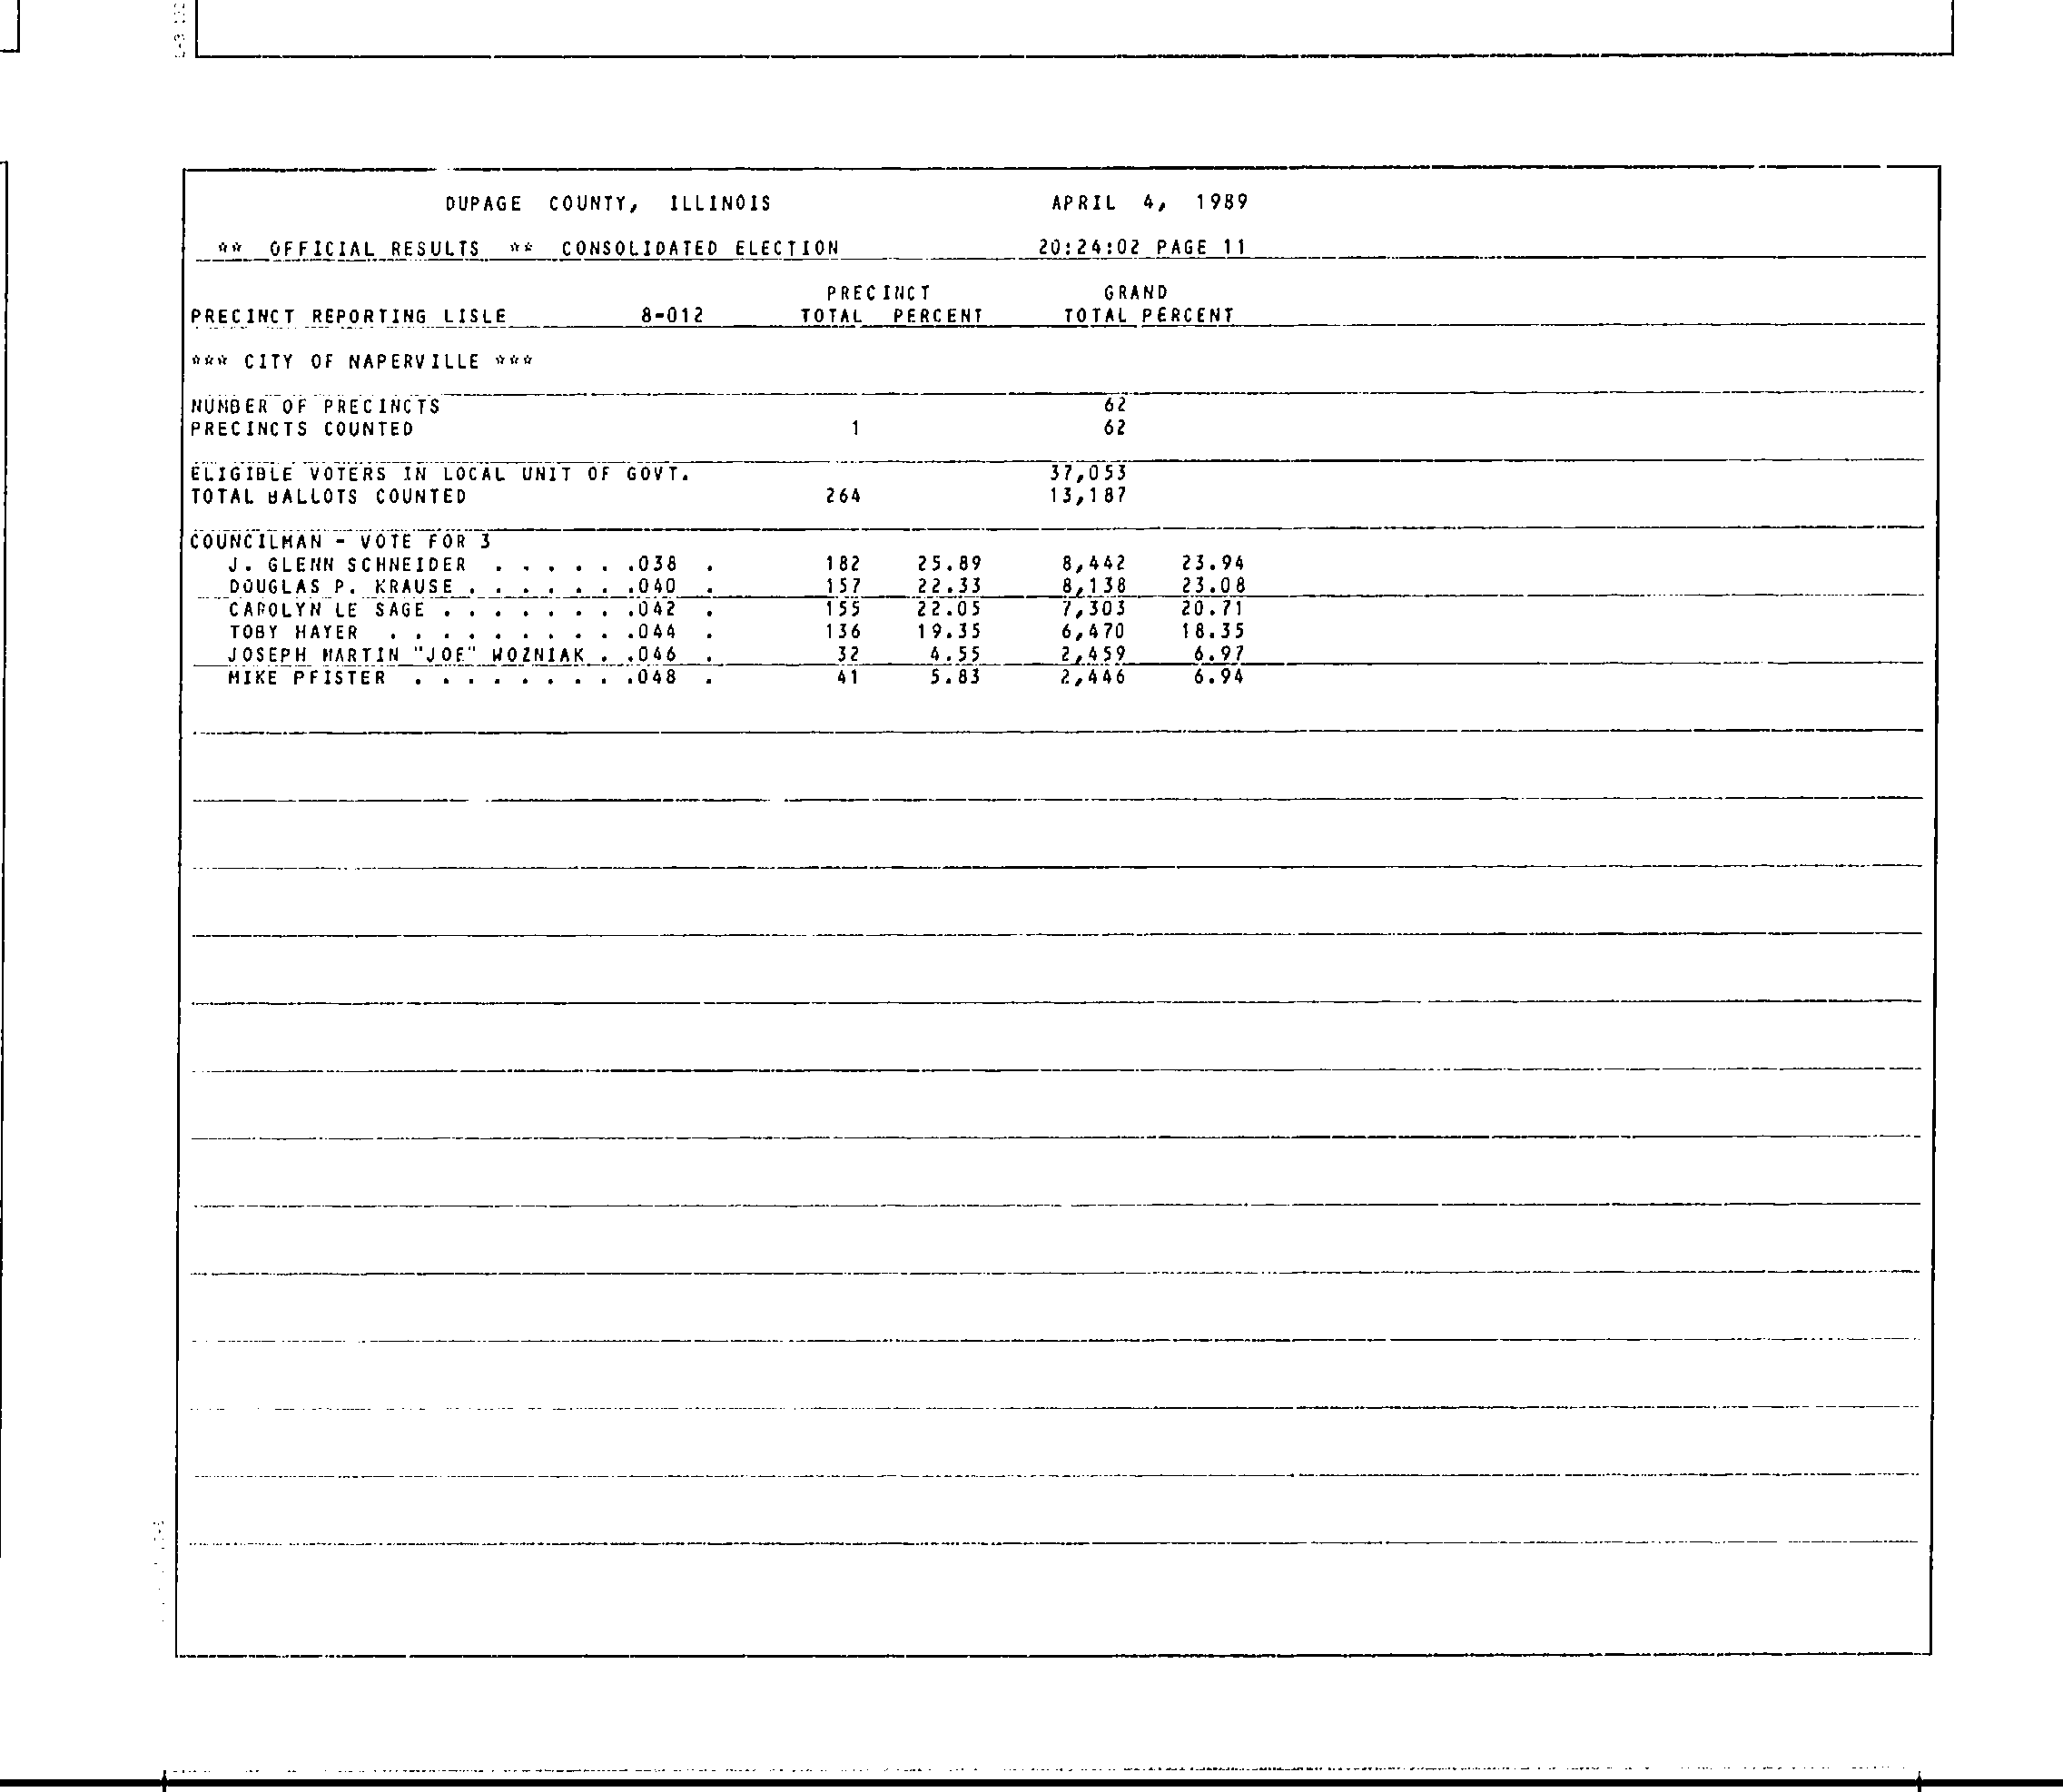 DUPAGE COUNTY, ILLINOIS APRIL 4, 1989
** OFFICIAL RESULTS ** CONSOLIDATED ELECTION 20:24:02 PAGE 11
PRECINCT GRAND
PRECINCT REPORTING LISLE 8-012 TOTAL PERCENT TOTAL PERCENT
*** CITY OF NAPERVILLE ***
NUMBER OF PRECINCTS 62
PRECINCTS COUNTED 1 62
ELIGIBLE VOTERS IN LOCAL UNIT OF GOVT. 37,053
TOTAL BALLOTS COUNTED 264 13,187
COUNCILMAN - VOTE FOR 3
J. GLENN SCHNEIDER . . . . . .038 . 182 25.89 8,442 23.94
DOUGLAS P. KRAUSE . . . . . . .040 . 157 22.33 8,138 23.08
CAROLYN LE SAGE . . . . . . . .042 . 155 22.05 7,303 20.71
TOBY HAYER . . . . . . . . . .044 . 136 19.35 6,470 18.35
JOSEPH MARTIN "JOE" WOZNIAK . .046 . 32 4.55 2,459 6.97
MIKE PFISTER . . . . . . . . .048 . 41 5.83 2,446 6.94